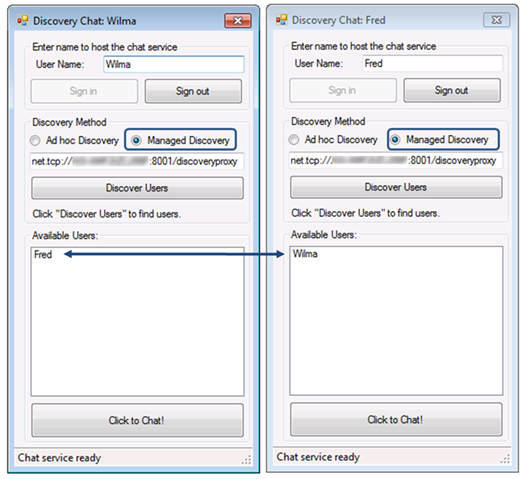 Discovery Chat: Wilma
Enter name to host the chat service
User Name: Wilma
Sign in Sign out
Discovery Method
Ad hoc Discovery Managed Discovery
net.tcp:// :8001/discoveryproxy
Discover Users
Click "Discover Users" to find users.
Available Users:
Fred
Click to Chat!
Chat service ready
Discovery Chat: Fred
Enter name to host the chat service
User Name: Fred
Sign in Sign out
Discovery Method
Ad hoc Discovery Managed Discovery
net.tcp:// :8001/discoveryproxy
Discover Users
Click "Discover Users" to find users.
Available Users:
Wilma
Click to Chat!
Chat service ready